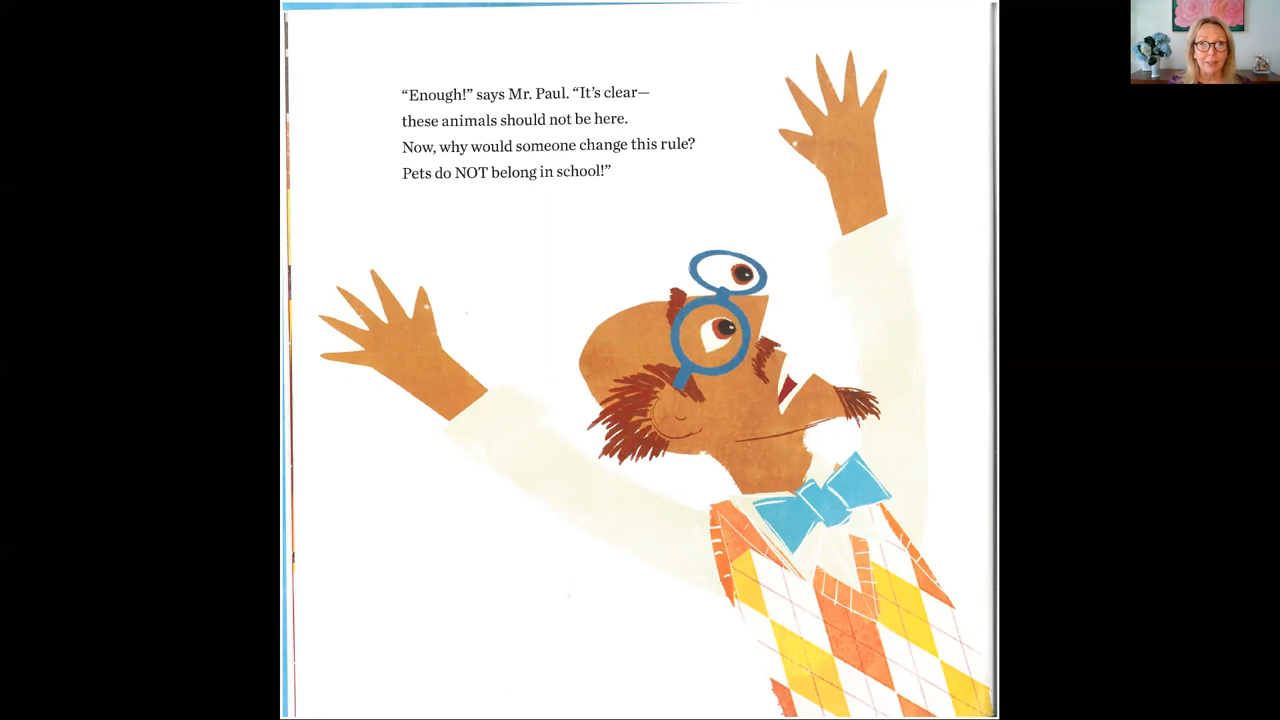 “Enough!” says Mr. Paul. “It’s clear—
these animals should not be here.
Now, why would someone change this rule?
Pets do NOT belong in school!”